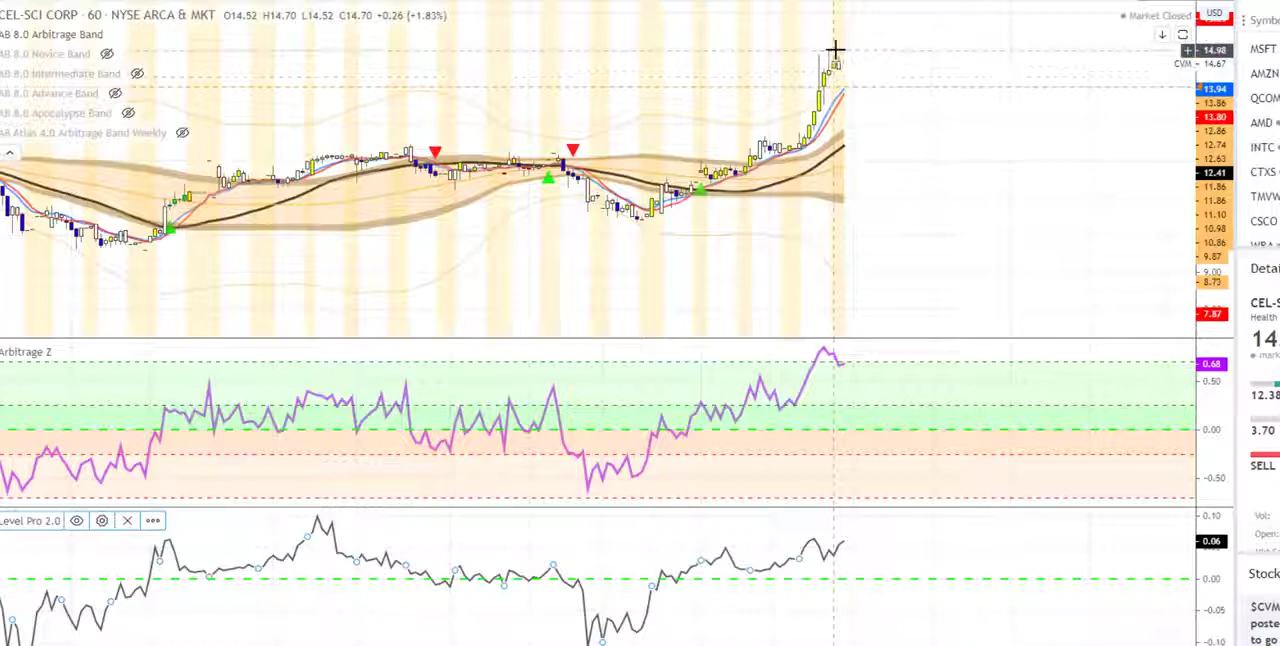 CEL-SCI CORP · 60 · NYSE ARCA & MKT O14.52 H14.70 L14.52 C14.70 +0.26 (+1.83%)
Market Closed
USD
AB 8.0 Arbitrage Band
AB 8.0 Novice Band
AB 8.0 Intermediate Band
AB 8.0 Advance Band
AB 8.0 Apocalypse Band
AB Atlas 4.0 Arbitrage Band Weekly
14.98
CVM 14.67
13.94
13.86
13.80
12.86
12.74
12.63
12.41
11.86
11.86
11.10
10.98
10.86
9.87
9.00
8.73
7.87
Arbitrage Z
0.68
0.50
0.00
-0.50
Level Pro 2.0
0.10
0.06
0.00
-0.05
-0.10
Symbo
MSFT
AMZN
QCOM
AMD
INTC
CTXS
TMVW
CSCO
Detai
CEL-S
Health
14.
mark
12.38
3.70
SELL
Vol:
Open:
Stock
$CVM
poste
to go